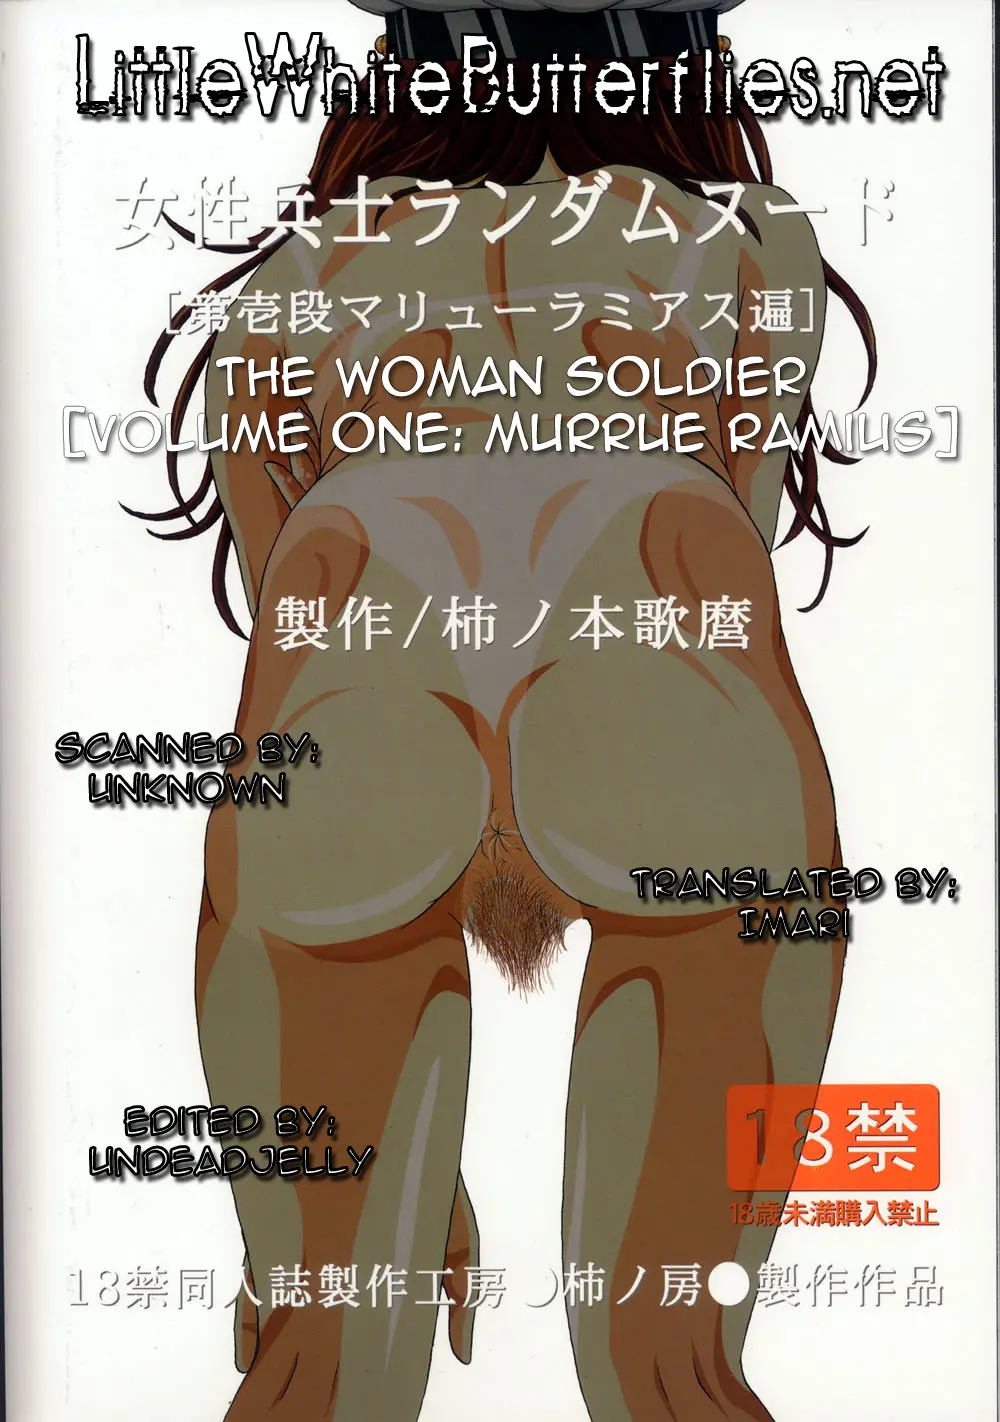 LittleWhiteButterflies.net
女性兵士ランダムヌード
[第壱段マリューラミアス遍]
THE WOMAN SOLDIER
[VOLUME ONE: MURRUE RAMIUS]
製作/柿ノ本歌麿
SCANNED BY:
UNKNOWN
TRANSLATED BY:
IMARI
EDITED BY:
UNDEADJELLY
18禁
18歳未満購入禁止
18禁同人誌製作工房 ●柿ノ房●製作作品